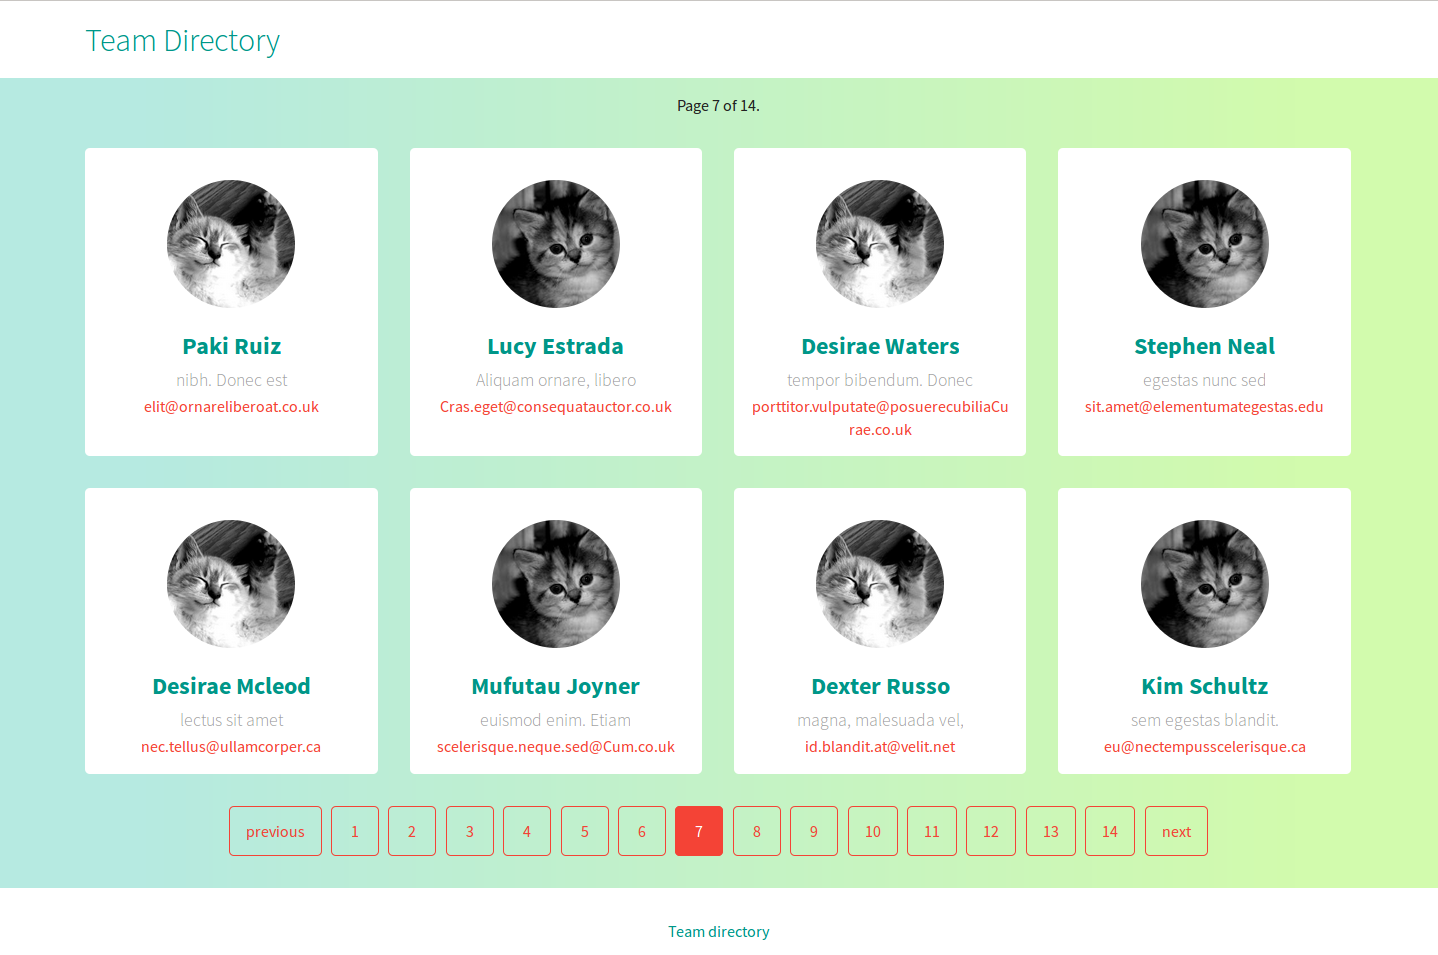 Team Directory
Page 7 of 14.
Paki Ruiz
nibh. Donec est
elit@ornareliberoat.co.uk
Lucy Estrada
Aliquam ornare, libero
Cras.eget@consequatauctor.co.uk
Desirae Waters
tempor bibendum. Donec
porttitor.vulputate@posuerecubiliaCu
rae.co.uk
Stephen Neal
egestas nunc sed
sit.amet@elementumategestas.edu
Desirae Mcleod
lectus sit amet
nec.tellus@ullamcorper.ca
Mufutau Joyner
euismod enim. Etiam
scelerisque.neque.sed@Cum.co.uk
Dexter Russo
magna, malesuada vel,
id.blandit.at@velit.net
Kim Schultz
sem egestas blandit.
eu@nectempusscelerisque.ca
previous 1 2 3 4 5 6 7 8 9 10 11 12 13 14 next
Team directory